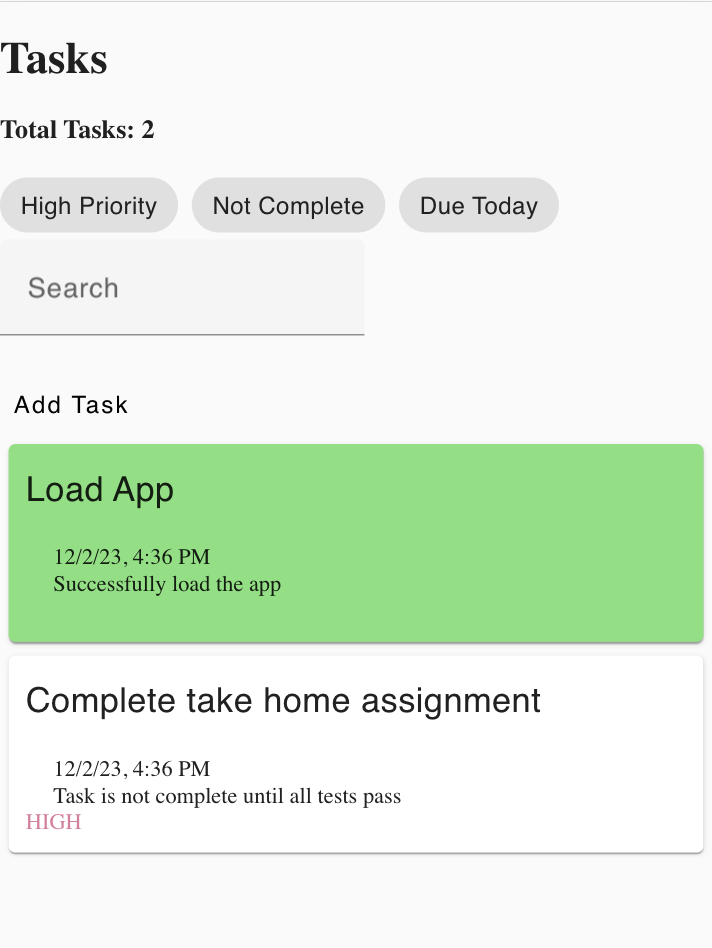 Tasks
Total Tasks: 2
High Priority Not Complete Due Today
Search
Add Task
Load App
12/2/23, 4:36 PM
Successfully load the app
Complete take home assignment
12/2/23, 4:36 PM
Task is not complete until all tests pass
HIGH